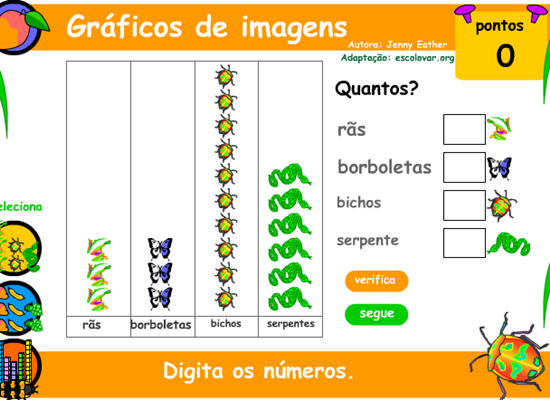 Gráficos de imagens
Autora: Jenny Eather
Adaptação: escolovar.org
pontos
0
Quantos?
rãs
borboletas
bichos
serpente
eleciona
verifica
segue
rãs borboletas bichos serpentes
Digita os números.